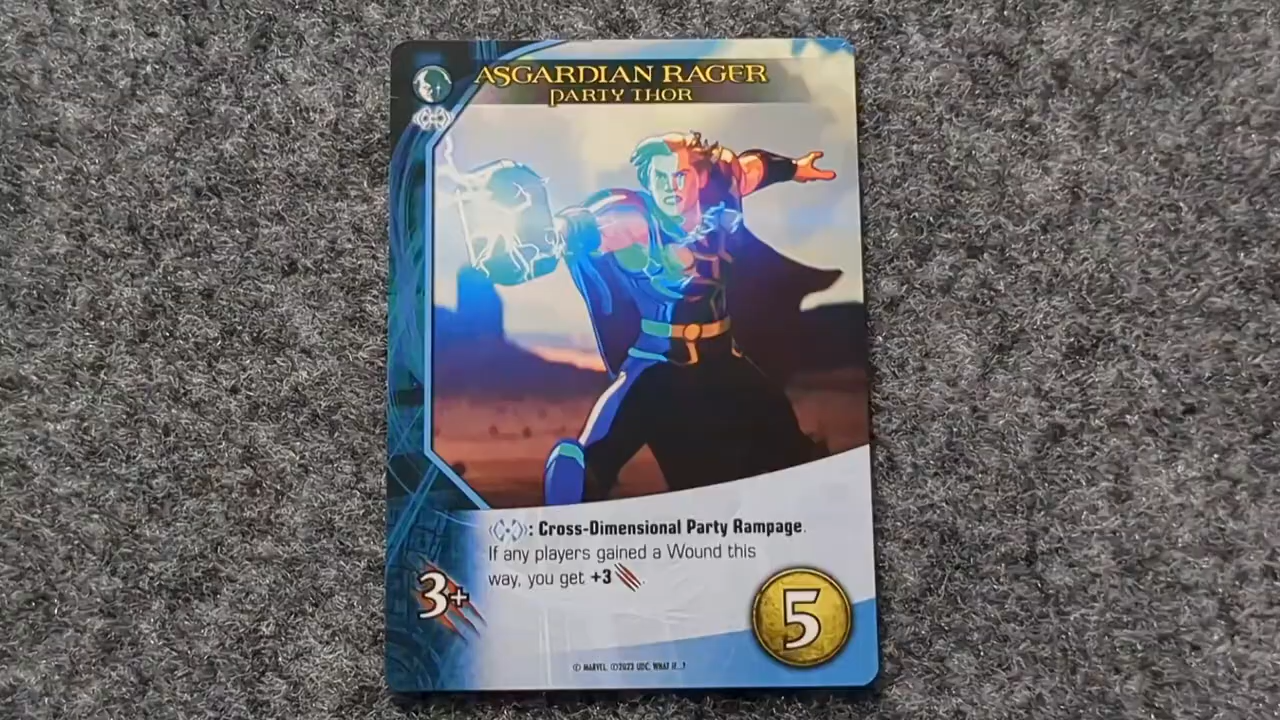 ASGARDIAN RAGER
PARTY THOR
: Cross-Dimensional Party Rampage.
If any players gained a Wound this
way, you get +3 .
3+
5
© MARVEL. ©2023 UDC. WHAT IF...?